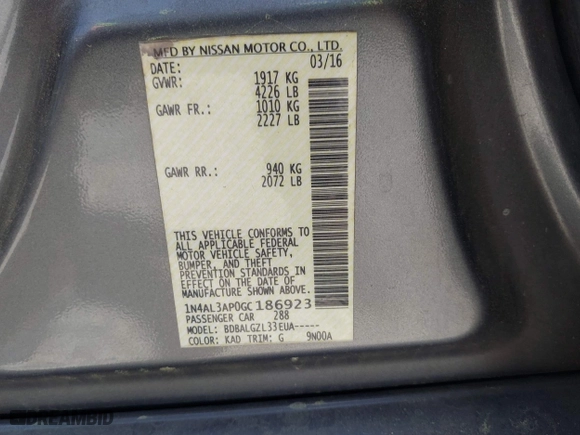 MFD BY NISSAN MOTOR CO., LTD.
DATE: 03/16
GVWR: 1917 KG
4226 LB
GAWR FR.: 1010 KG
2227 LB
GAWR RR.: 940 KG
2072 LB
THIS VEHICLE CONFORMS TO
ALL APPLICABLE FEDERAL
MOTOR VEHICLE SAFETY,
BUMPER, AND THEFT
PREVENTION STANDARDS IN
EFFECT ON THE DATE OF
MANUFACTURE SHOWN ABOVE.
1N4AL3AP0GC186923
PASSENGER CAR 288
MODEL: BDBALGZL33EUA-----
COLOR: KAD TRIM: G 9N00A
DREAMBID